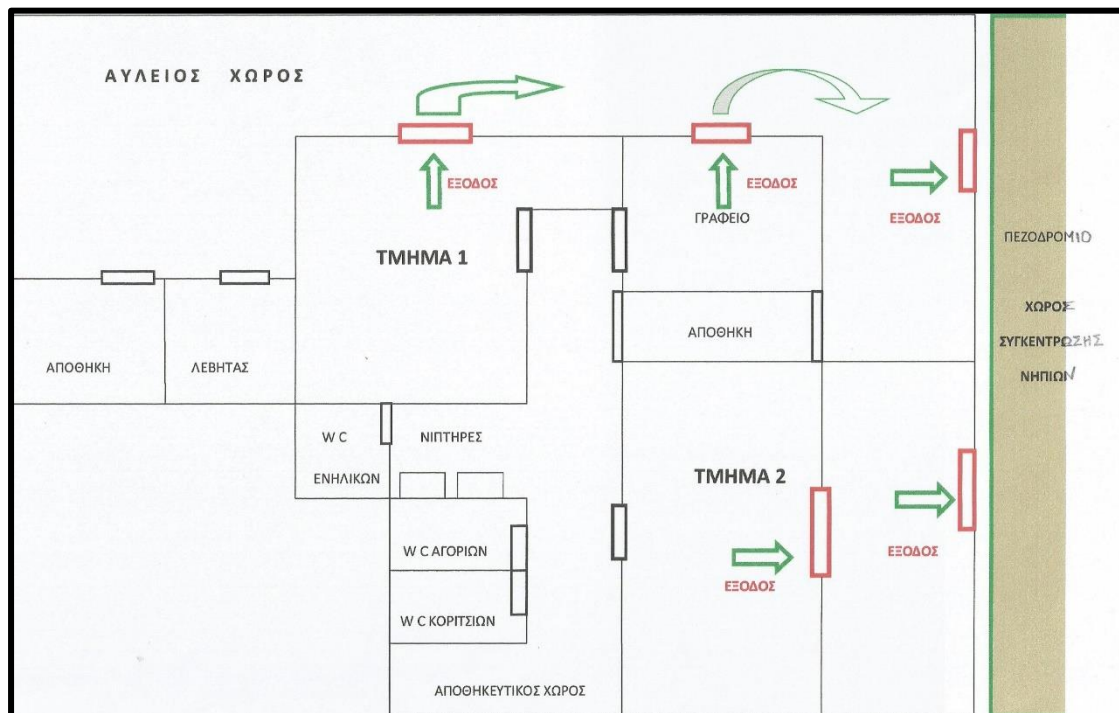 ΑΥΛΕΙΟΣ ΧΩΡΟΣ
ΕΞΟΔΟΣ
ΕΞΟΔΟΣ
ΕΞΟΔΟΣ
ΓΡΑΦΕΙΟ
ΤΜΗΜΑ 1
ΠΕΖΟΔΡΟΜΙΟ
ΧΩΡΟΣ
ΣΥΓΚΕΝΤΡΩΣΗΣ
ΝΗΠΙΩΝ
ΑΠΟΘΗΚΗ
ΑΠΟΘΗΚΗ
ΛΕΒΗΤΑΣ
W C
ΕΝΗΛΙΚΩΝ
ΝΙΠΤΗΡΕΣ
ΤΜΗΜΑ 2
ΕΞΟΔΟΣ
ΕΞΟΔΟΣ
W C ΑΓΟΡΙΩΝ
W C ΚΟΡΙΤΣΙΩΝ
ΑΠΟΘΗΚΕΥΤΙΚΟΣ ΧΩΡΟΣ